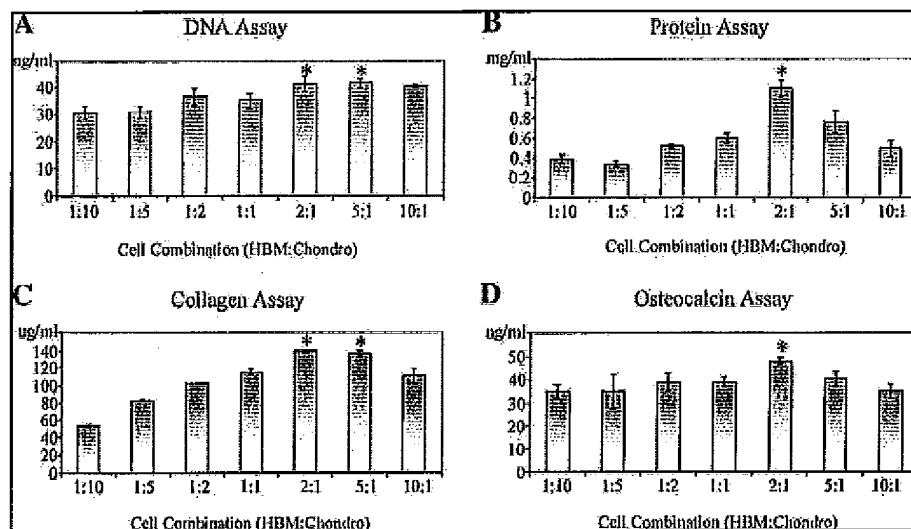 A DNA Assay
ng/ml
*
*
40
30
20
10
0
1:10 1:5 1:2 1:1 2:1 5:1 10:1
Cell Combination (HBM:Chondro)
B Protein Assay
mg/ml
*
1.2
1
0.8
0.6
0.4
0.2
0
1:10 1:5 1:2 1:1 2:1 5:1 10:1
Cell Combination (HBM:Chondro)
C Collagen Assay
ug/ml
*
*
140
120
100
80
60
40
20
0
1:10 1:5 1:2 1:1 2:1 5:1 10:1
Cell Combination (HBM:Chondro)
D Osteocalcin Assay
ng/ml
*
50
40
30
20
10
0
1:10 1:5 1:2 1:1 2:1 5:1 10:1
Cell Combination (HBM:Chondro)